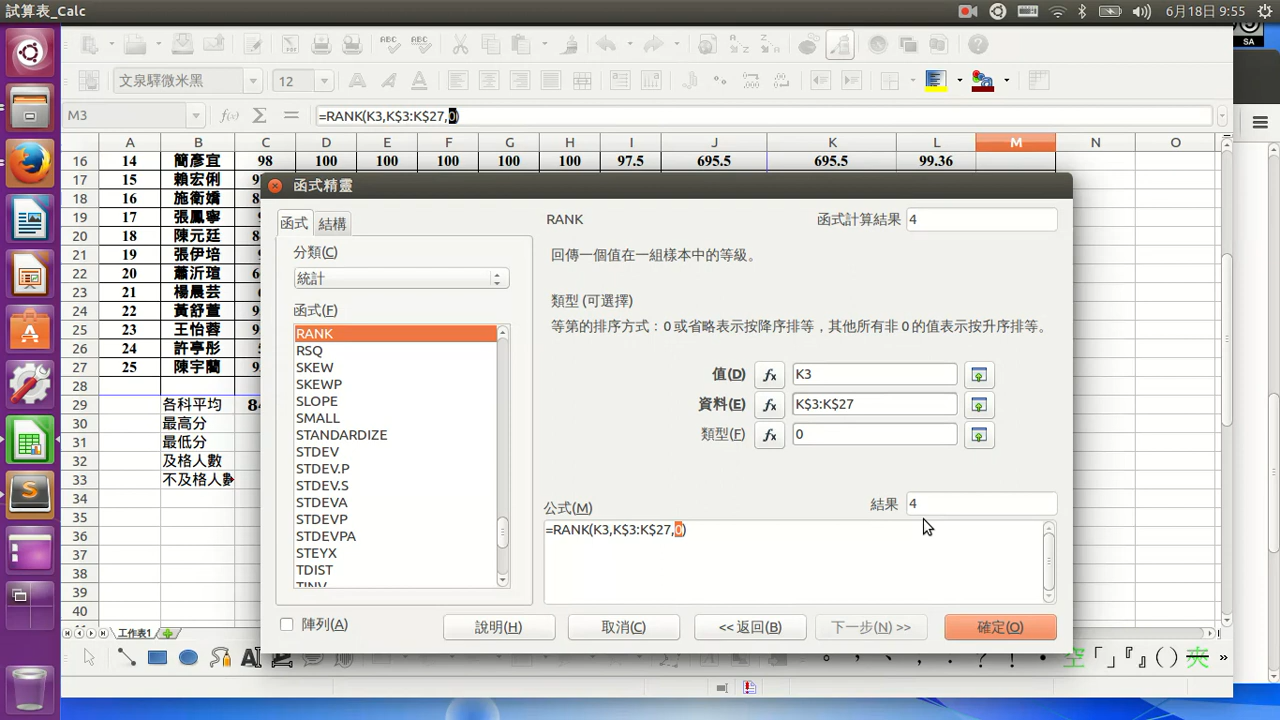 試算表_Calc
6月18日 9:55
SA
文泉驛微米黑
12
M3
=RANK(K3,K$3:K$27,0)
A B C D E F G H I J K L M N O
16 14 簡彥宜 98 100 100 100 100 100 97.5 695.5 695.5 99.36
17 15 賴宏俐
18 16 施衛嬌
19 17 張鳳寧
20 18 陳元廷
21 19 張伊培
22 20 蕭沂瑄
23 21 楊晨芸
24 22 黃舒萱
25 23 王怡蓉
26 24 許葶彤
27 25 陳宇蘭
28
29 各科平均
30 最高分
31 最低分
32 及格人數
33 不及格人數
34
35
36
37
38
39
40
工作表1
函式精靈
函式 結構
分類(C)
統計
函式(F)
RANK
RSQ
SKEW
SKEWP
SLOPE
SMALL
STANDARDIZE
STDEV
STDEV.P
STDEV.S
STDEVA
STDEVP
STDEVPA
STEYX
TDIST
TINV
RANK
函式計算結果 4
回傳一個值在一組樣本中的等級。
類型 (可選擇)
等第的排序方式：0 或省略表示按降序排等，其他所有非 0 的值表示按升序排等。
值(D) K3
資料(E) K$3:K$27
類型(F) 0
公式(M)
結果 4
=RANK(K3,K$3:K$27,0)
陣列(A)
說明(H)
取消(C)
<< 返回(B)
下一步(N) >>
確定(O)